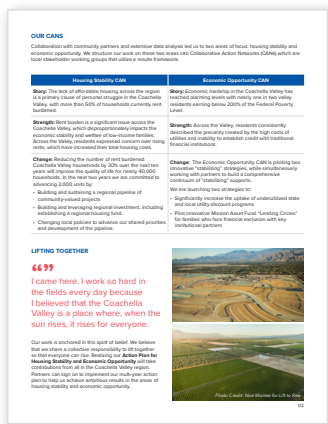 OUR CANS
Collaboration with community partners and extensive data analysis led us to two areas of focus: housing stability and
economic opportunity. We structure our work on these two areas into Collaborative Action Networks (CANs) which are
local stakeholder working groups that utilize a results framework.
Housing Stability CAN
Story: The lack of affordable housing across the region
is a primary cause of personal struggle in the Coachella
Valley, with more than 50% of households currently rent
burdened.
Strength: Rent burden is a significant issue across the
Coachella Valley, which disproportionately impacts the
economic stability and welfare of low-income families.
Across the Valley, residents expressed concern over rising
rents, which have increased their total housing costs.
Change: Reducing the number of rent burdened
Coachella Valley households by 30% over the next ten
years will improve the quality of life for nearly 40,000
households. In the next two years we are committed to
advancing 2,000 units by:
• Building and sustaining a regional pipeline of
community-valued projects
• Building and leveraging regional investment, including
establishing a regional housing fund.
• Changing local policies to advance our shared priorities
and development of the pipeline.
Economic Opportunity CAN
Story: Economic hardship in the Coachella Valley has
reached alarming levels with nearly one in two valley
residents earning below 200% of the Federal Poverty
Level.
Strength: Across the Valley, residents consistently
described the precarity created by the high costs of
utilities and inability to establish credit with traditional
financial institutions.
Change: The Economic Opportunity CAN is piloting two
innovative "stabilizing" strategies, while simultaneously
working with partners to build a comprehensive
continuum of "stabilizing" supports.
We are launching two strategies to:
• Significantly increase the uptake of underutilized state
and local utility discount programs
• Pilot innovative Mission Asset Fund "Lending Circles"
for families who face financial exclusion with key
institutional partners
LIFTING TOGETHER
“”
I came here. I work so hard in
the fields every day because
I believed that the Coachella
Valley is a place where, when the
sun rises, it rises for everyone.
Our work is anchored in this spirit of belief. We believe
that we share a collective responsibility to lift together
so that everyone can rise. Realizing our Action Plan for
Housing Stability and Economic Opportunity will take
contributions from all in the Coachella Valley region.
Partners can sign on to implement our multi-year action
plan to help us achieve ambitious results in the areas of
housing stability and economic opportunity.
Photo Credit: Noé Montes for Lift to Rise